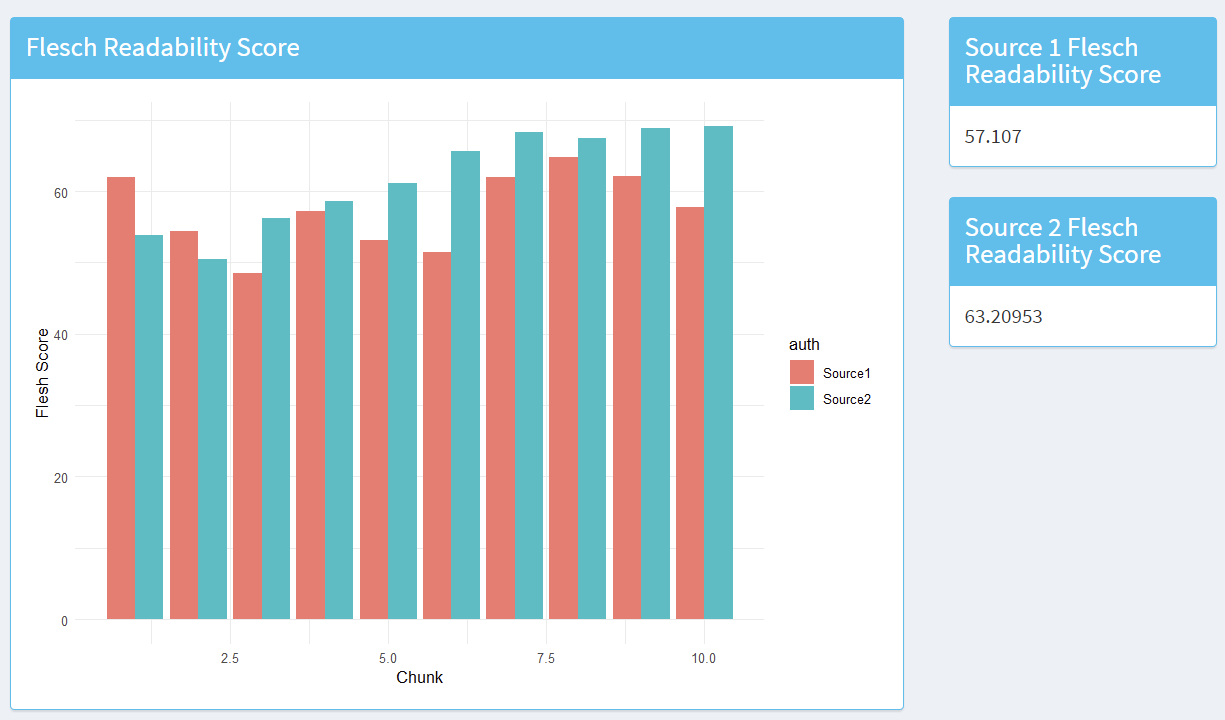 Flesch Readability Score
60
40
20
0
Flesh Score
2.5
5.0
7.5
10.0
Chunk
auth
Source1
Source2
Source 1 Flesch
Readability Score
57.107
Source 2 Flesch
Readability Score
63.20953